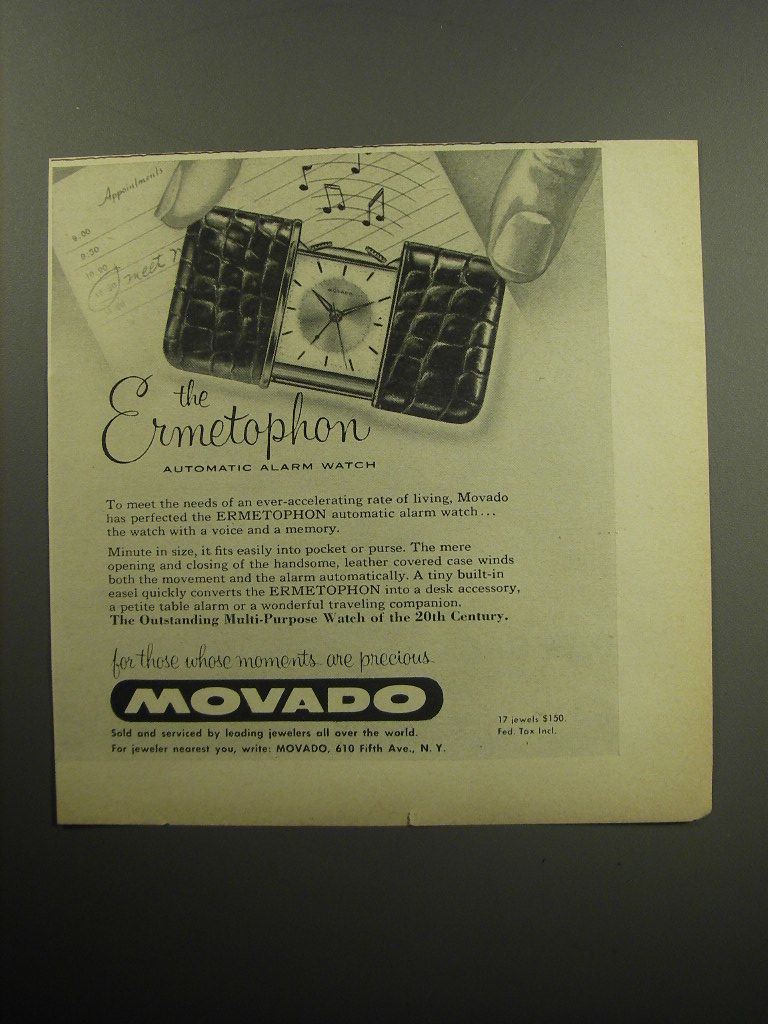 Appointments
9.00
9.30
10.00
meet
MOVADO
the
Ermetophon
AUTOMATIC ALARM WATCH
To meet the needs of an ever-accelerating rate of living, Movado
has perfected the ERMETOPHON automatic alarm watch...
the watch with a voice and a memory.
Minute in size, it fits easily into pocket or purse. The mere
opening and closing of the handsome, leather covered case winds
both the movement and the alarm automatically. A tiny built-in
easel quickly converts the ERMETOPHON into a desk accessory,
a petite table alarm or a wonderful traveling companion.
The Outstanding Multi-Purpose Watch of the 20th Century.
for those whose moments are precious
MOVADO
Sold and serviced by leading jewelers all over the world.
For jeweler nearest you, write: MOVADO, 610 Fifth Ave., N. Y.
17 jewels $150.
Fed. Tax Incl.